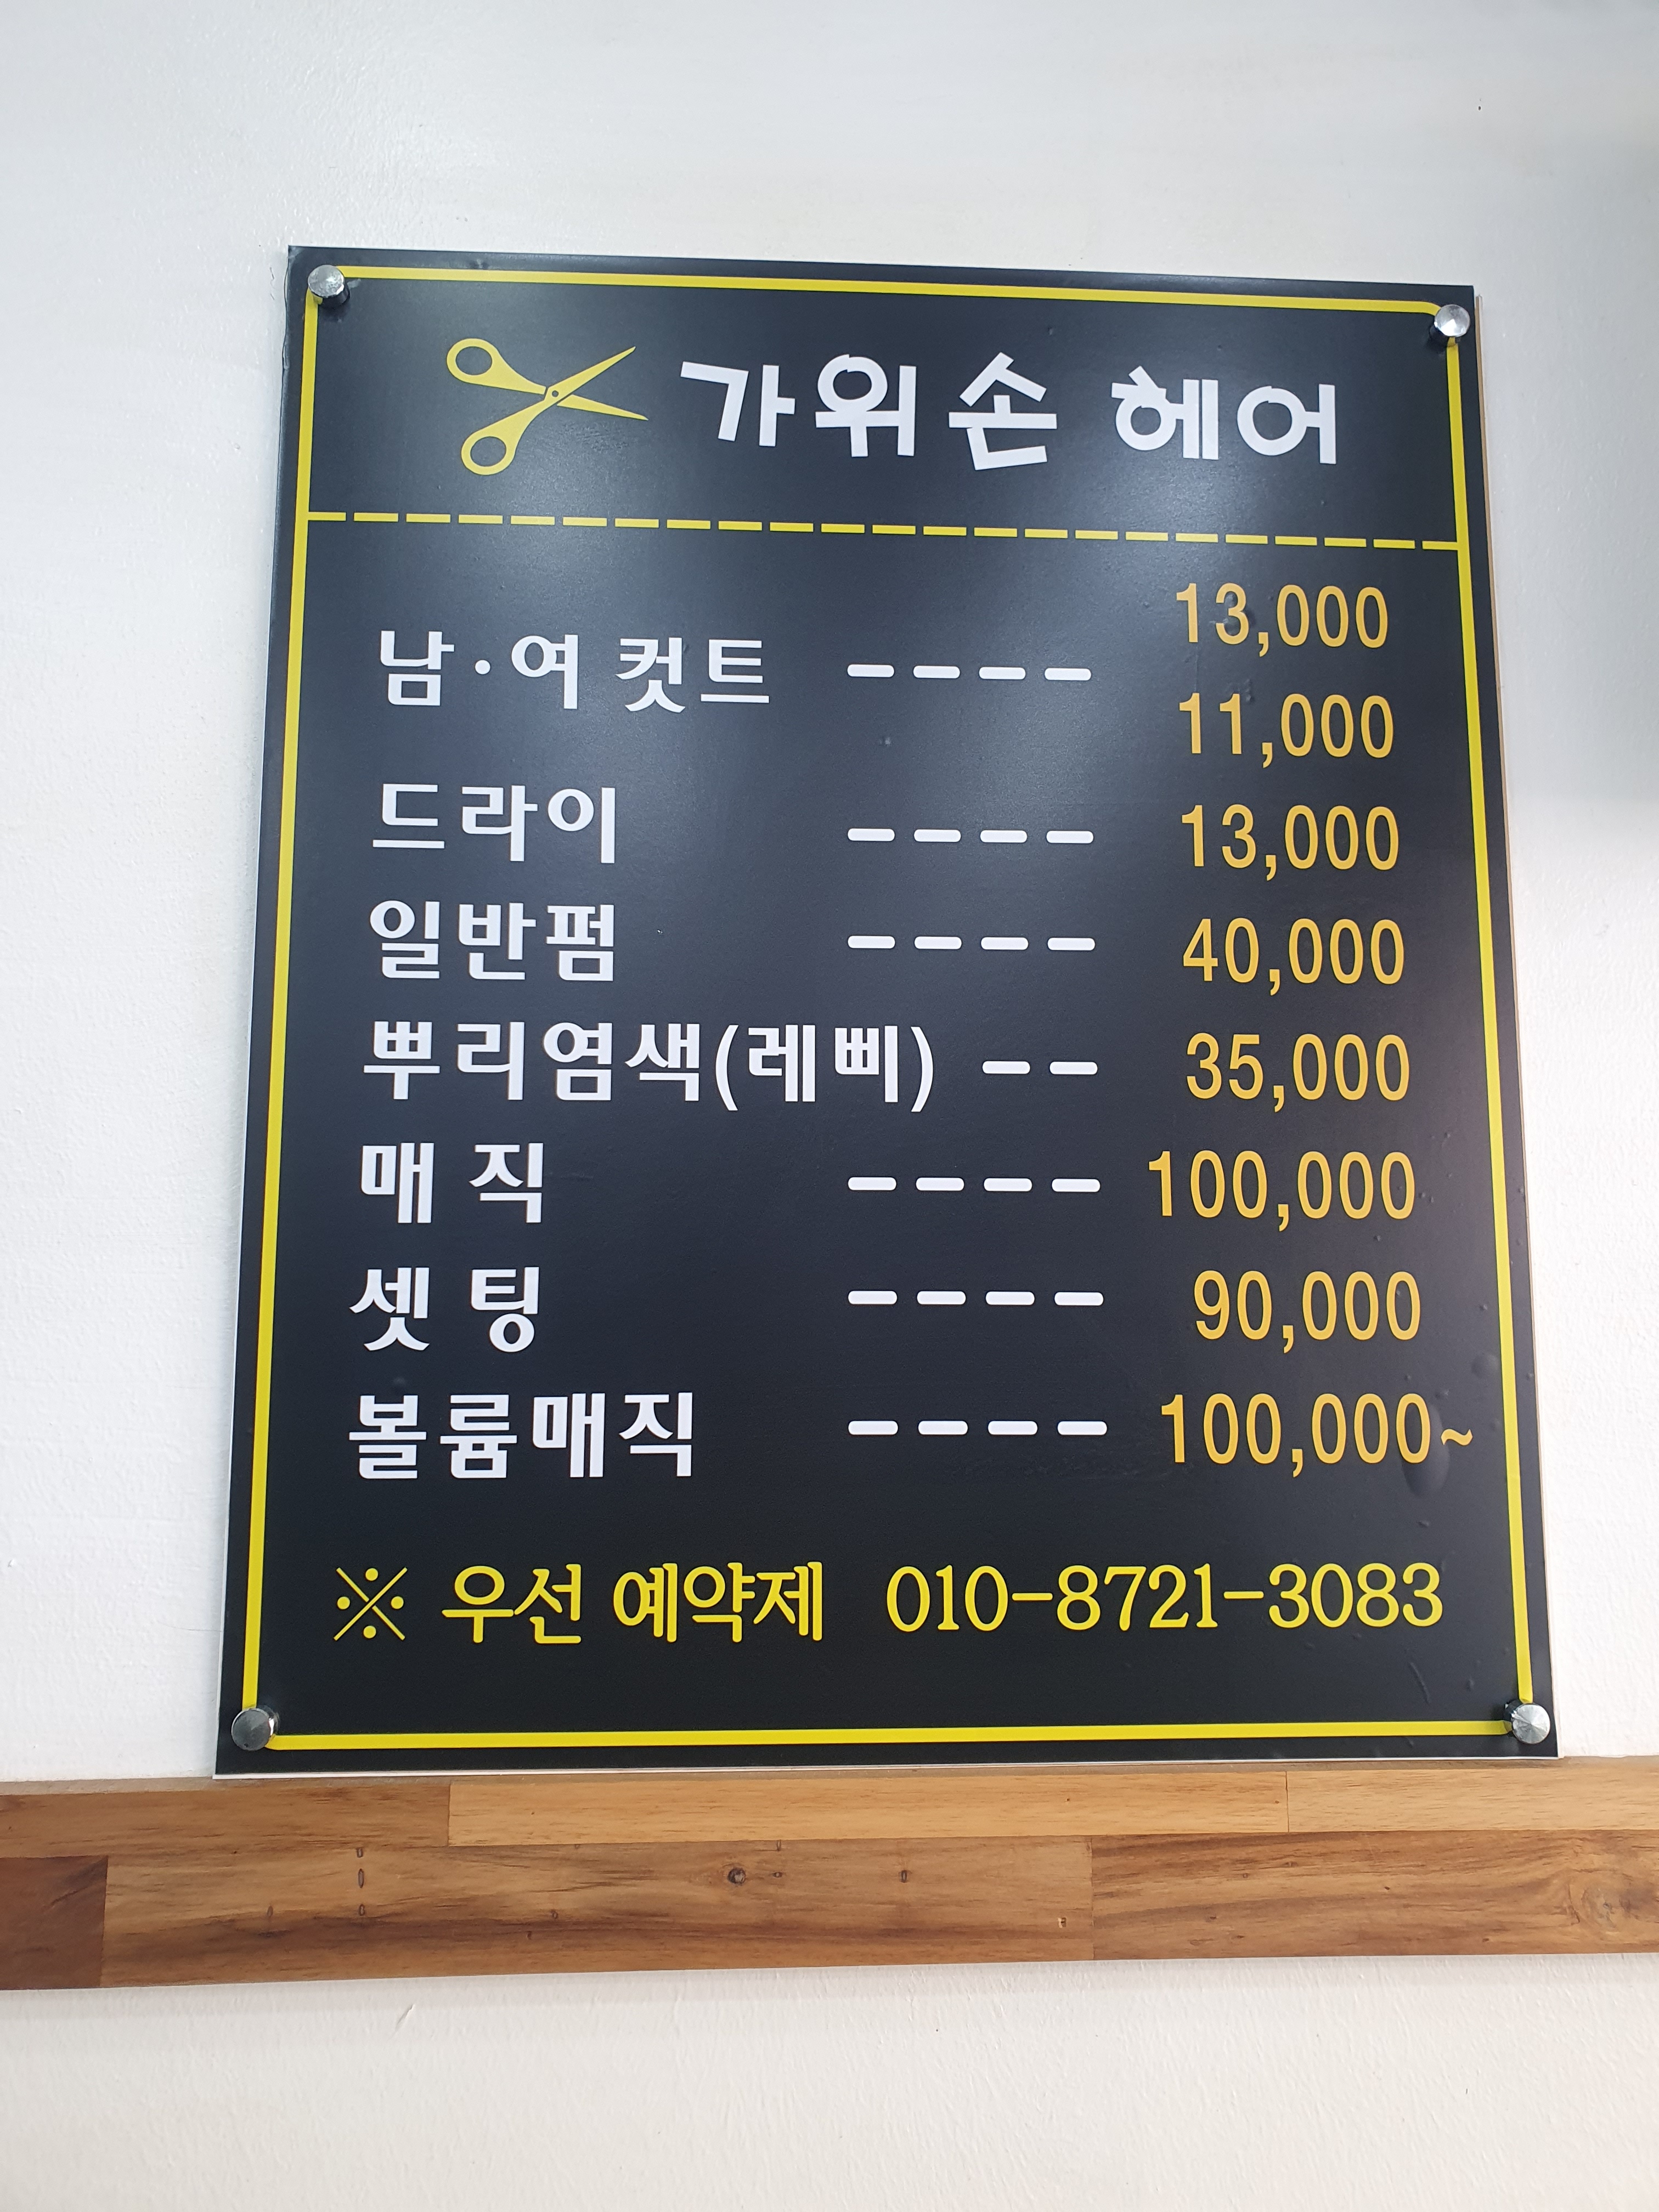 가위손 헤어
13,000
남·여 컷트 ----
11,000
드라이 ---- 13,000
일반펌 ---- 40,000
뿌리염색(레삐) -- 35,000
매 직 ---- 100,000
셋 팅 ---- 90,000
볼륨매직 ---- 100,000~
※ 우선 예약제 010-8721-3083